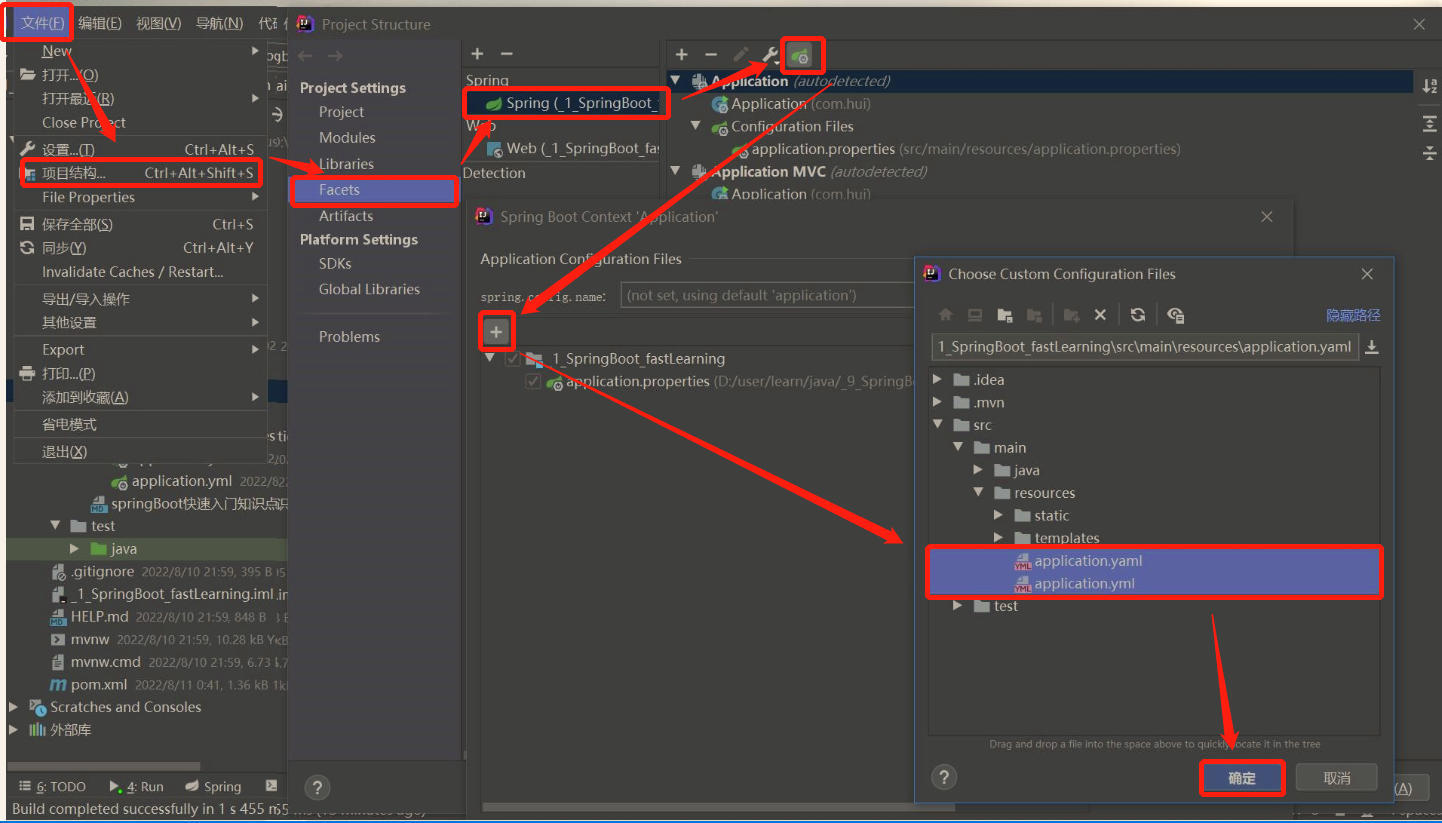 文件(F) 编辑(E) 视图(V) 导航(N)
New
打开...(O)
打开最近(R)
Close Project
设置...(T) Ctrl+Alt+S
项目结构... Ctrl+Alt+Shift+S
File Properties
保存全部(S) Ctrl+S
同步(Y) Ctrl+Alt+Y
Invalidate Caches / Restart...
导出/导入操作
其他设置
Export
打印...(P)
添加到收藏(A)
省电模式
退出(X)
application.yml
springBoot快速入门知识点
test
java
.gitignore 2022/8/10 21:59, 395 B
_1_SpringBoot_fastLearning.iml
HELP.md 2022/8/10 21:59, 848 B
mvnw 2022/8/10 21:59, 10.28 kB
mvnw.cmd 2022/8/10 21:59, 6.73
pom.xml 2022/8/11 0:41, 1.36 kB
Scratches and Consoles
外部库
6: TODO 4: Run Spring
Build completed successfully in 1 s 455
Project Structure
Project Settings
Project
Modules
Libraries
Facets
Artifacts
Platform Settings
SDKs
Global Libraries
Problems
Spring
Spring (_1_SpringBoot_
Web
Web (_1_SpringBoot_fas
Detection
Application (autodetected)
Application (com.hui)
Configuration Files
application.properties (src/main/resources/application.properties)
Application MVC (autodetected)
Application (com.hui)
Spring Boot Context 'Application'
Application Configuration Files
spring.config.name: (not set, using default 'application')
_1_SpringBoot_fastLearning
application.properties (D:/user/learn/java/_9_SpringB
Choose Custom Configuration Files
隐藏路径
1_SpringBoot_fastLearning\src\main\resources\application.yaml
.idea
.mvn
src
main
java
resources
static
templates
application.yaml
application.yml
test
Drag and drop a file into the space above to quickly locate it in the tree
确定 取消
(A)